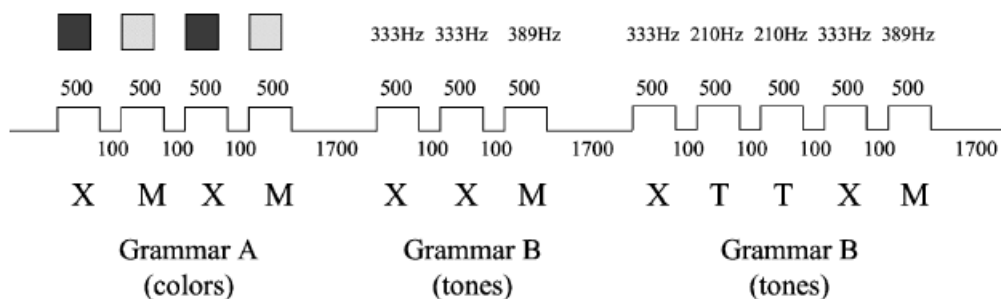 333Hz 333Hz 389Hz 333Hz 210Hz 210Hz 333Hz 389Hz
500 500 500 500 500 500 500 500 500 500 500 500
100 100 100 1700 100 100 1700 100 100 100 100 1700
X M X M X X M X T T X M
Grammar A Grammar B Grammar B
(colors) (tones) (tones)